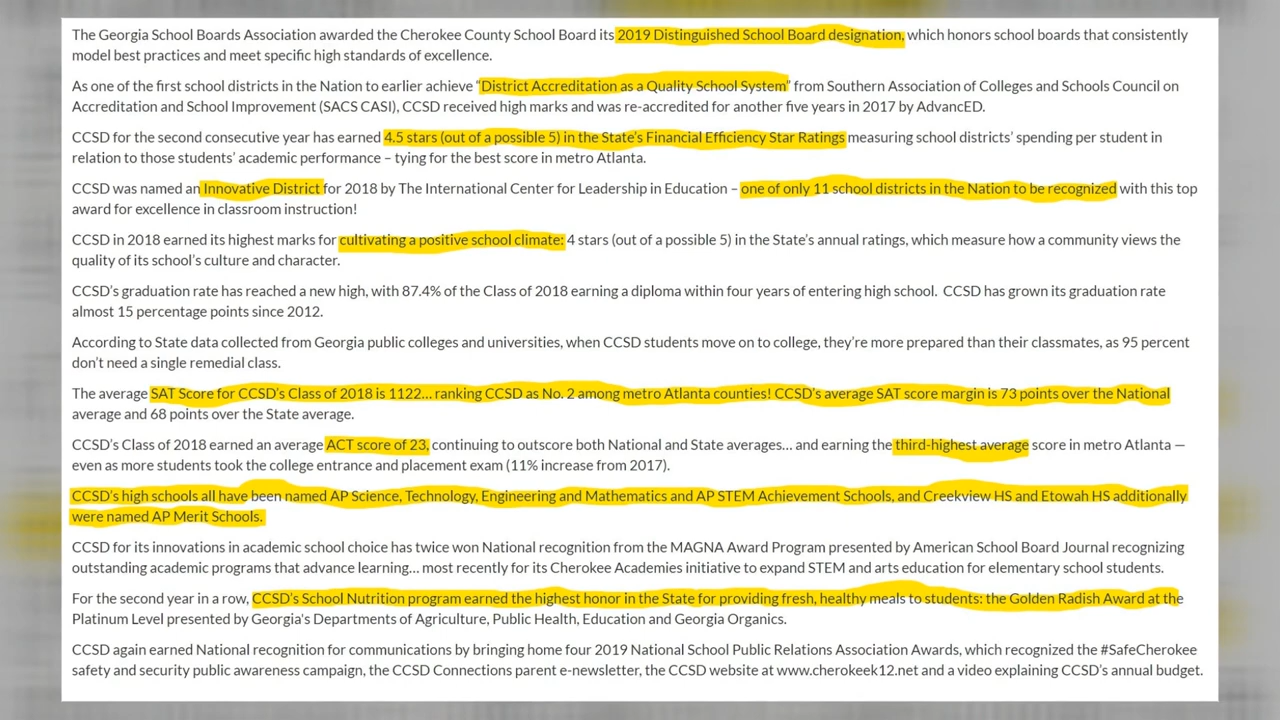 The Georgia School Boards Association awarded the Cherokee County School Board its 2019 Distinguished School Board designation, which honors school boards that consistently
model best practices and meet specific high standards of excellence.
As one of the first school districts in the Nation to earlier achieve “District Accreditation as a Quality School System” from Southern Association of Colleges and Schools Council on
Accreditation and School Improvement (SACS CASI), CCSD received high marks and was re-accredited for another five years in 2017 by AdvancED.
CCSD for the second consecutive year has earned 4.5 stars (out of a possible 5) in the State’s Financial Efficiency Star Ratings measuring school districts’ spending per student in
relation to those students’ academic performance – tying for the best score in metro Atlanta.
CCSD was named an Innovative District for 2018 by The International Center for Leadership in Education – one of only 11 school districts in the Nation to be recognized with this top
award for excellence in classroom instruction!
CCSD in 2018 earned its highest marks for cultivating a positive school climate: 4 stars (out of a possible 5) in the State’s annual ratings, which measure how a community views the
quality of its school’s culture and character.
CCSD’s graduation rate has reached a new high, with 87.4% of the Class of 2018 earning a diploma within four years of entering high school.  CCSD has grown its graduation rate
almost 15 percentage points since 2012.
According to State data collected from Georgia public colleges and universities, when CCSD students move on to college, they’re more prepared than their classmates, as 95 percent
don’t need a single remedial class.
The average SAT Score for CCSD’s Class of 2018 is 1122… ranking CCSD as No. 2 among metro Atlanta counties! CCSD’s average SAT score margin is 73 points over the National
average and 68 points over the State average.
CCSD’s Class of 2018 earned an average ACT score of 23, continuing to outscore both National and State averages… and earning the third-highest average score in metro Atlanta —
even as more students took the college entrance and placement exam (11% increase from 2017).
CCSD’s high schools all have been named AP Science, Technology, Engineering and Mathematics and AP STEM Achievement Schools, and Creekview HS and Etowah HS additionally
were named AP Merit Schools.
CCSD for its innovations in academic school choice has twice won National recognition from the MAGNA Award Program presented by American School Board Journal recognizing
outstanding academic programs that advance learning… most recently for its Cherokee Academies initiative to expand STEM and arts education for elementary school students.
For the second year in a row, CCSD’s School Nutrition program earned the highest honor in the State for providing fresh, healthy meals to students: the Golden Radish Award at the
Platinum Level presented by Georgia's Departments of Agriculture, Public Health, Education and Georgia Organics.
CCSD again earned National recognition for communications by bringing home four 2019 National School Public Relations Association Awards, which recognized the #SafeCherokee
safety and security public awareness campaign, the CCSD Connections parent e-newsletter, the CCSD website at www.cherokeek12.net and a video explaining CCSD’s annual budget.